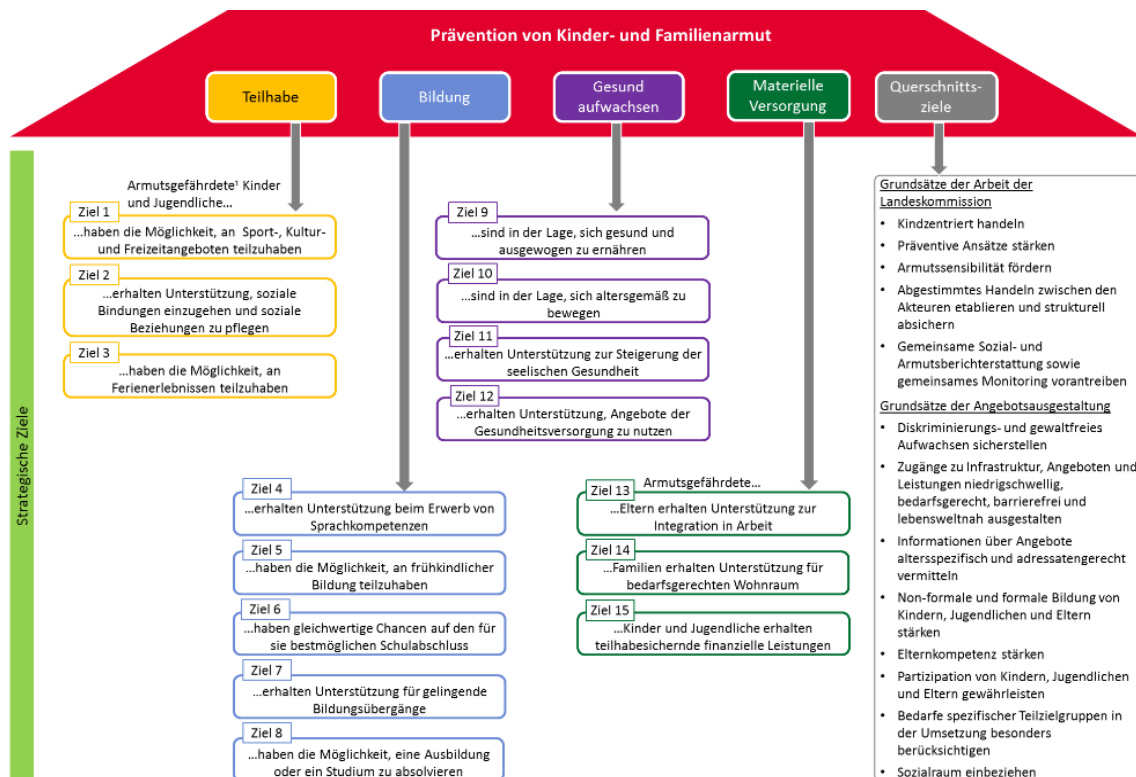 Prävention von Kinder- und Familienarmut
Teilhabe
Bildung
Gesund
aufwachsen
Materielle
Versorgung
Querschnitts-
ziele
Strategische Ziele
Armutsgefährdete¹ Kinder
und Jugendliche...
Ziel 1
...haben die Möglichkeit, an Sport-, Kultur-
und Freizeitangeboten teilzuhaben
Ziel 2
...erhalten Unterstützung, soziale
Bindungen einzugehen und soziale
Beziehungen zu pflegen
Ziel 3
...haben die Möglichkeit, an
Ferienerlebnissen teilzuhaben
Ziel 4
...erhalten Unterstützung beim Erwerb von
Sprachkompetenzen
Ziel 5
...haben die Möglichkeit, an frühkindlicher
Bildung teilzuhaben
Ziel 6
...haben gleichwertige Chancen auf den für
sie bestmöglichen Schulabschluss
Ziel 7
...erhalten Unterstützung für gelingende
Bildungsübergänge
Ziel 8
...haben die Möglichkeit, eine Ausbildung
oder ein Studium zu absolvieren
Ziel 9
...sind in der Lage, sich gesund und
ausgewogen zu ernähren
Ziel 10
...sind in der Lage, sich altersgemäß zu
bewegen
Ziel 11
...erhalten Unterstützung zur Steigerung der
seelischen Gesundheit
Ziel 12
...erhalten Unterstützung, Angebote der
Gesundheitsversorgung zu nutzen
Armutsgefährdete...
Ziel 13
...Eltern erhalten Unterstützung zur
Integration in Arbeit
Ziel 14
...Familien erhalten Unterstützung für
bedarfsgerechten Wohnraum
Ziel 15
...Kinder und Jugendliche erhalten
teilhabesichernde finanzielle Leistungen
Grundsätze der Arbeit der
Landeskommission
• Kindzentriert handeln
• Präventive Ansätze stärken
• Armutssensibilität fördern
• Abgestimmtes Handeln zwischen den
Akteuren etablieren und strukturell
absichern
• Gemeinsame Sozial- und
Armutsberichterstattung sowie
gemeinsames Monitoring vorantreiben
Grundsätze der Angebotsausgestaltung
• Diskriminierungs- und gewaltfreies
Aufwachsen sicherstellen
• Zugänge zu Infrastruktur, Angeboten und
Leistungen niedrigschwellig,
bedarfsgerecht, barrierefrei und
lebensweltnah ausgestalten
• Informationen über Angebote
altersspezifisch und adressatengerecht
vermitteln
• Non-formale und formale Bildung von
Kindern, Jugendlichen und Eltern
stärken
• Elternkompetenz stärken
• Partizipation von Kindern, Jugendlichen
und Eltern gewährleisten
• Bedarfe spezifischer Teilzielgruppen in
der Umsetzung besonders
berücksichtigen
• Sozialraum einbeziehen